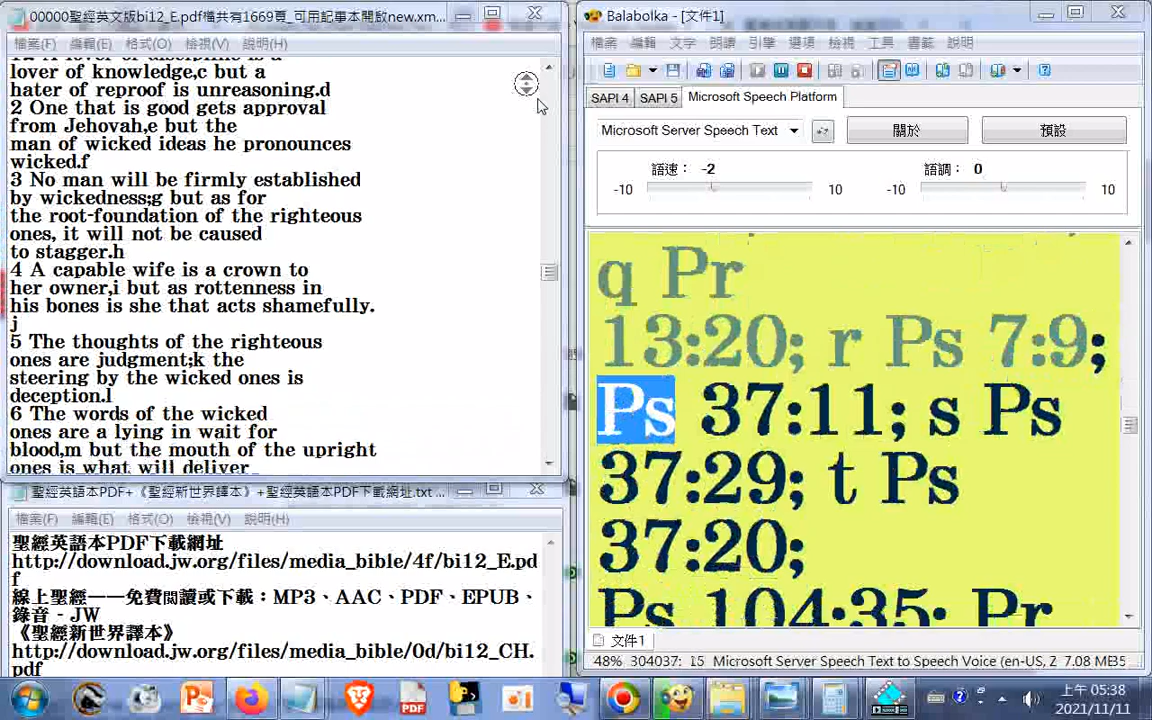 00000聖經英文版bi12_E.pdf檔共有1669頁_可用記事本開啟new.xm...
檔案(F) 編輯(E) 格式(O) 檢視(V) 說明(H)
lover of knowledge,c but a
hater of reproof is unreasoning.d
2 One that is good gets approval
from Jehovah,e but the
man of wicked ideas he pronounces
wicked.f
3 No man will be firmly established
by wickedness;g but as for
the root-foundation of the righteous
ones, it will not be caused
to stagger.h
4 A capable wife is a crown to
her owner,i but as rottenness in
his bones is she that acts shamefully.
j
5 The thoughts of the righteous
ones are judgment;k the
steering by the wicked ones is
deception.l
6 The words of the wicked
ones are a lying in wait for
blood,m but the mouth of the upright
ones is what will deliver
聖經英語本PDF+《聖經新世界譯本》+聖經英語本PDF下載網址.txt ...
檔案(F) 編輯(E) 格式(O) 檢視(V) 說明(H)
聖經英語本PDF下載網址
http://download.jw.org/files/media_bible/4f/bi12_E.pd
f
線上聖經——免費閱讀或下載：MP3、AAC、PDF、EPUB、
錄音 - JW
《聖經新世界譯本》
http://download.jw.org/files/media_bible/0d/bi12_CH.
pdf
Balabolka - [文件1]
檔案 編輯 文字 朗讀 引擎 選項 檢視 工具 書籤 說明
SAPI 4 SAPI 5 Microsoft Speech Platform
Microsoft Server Speech Text 關於 預設
語速： -2 語調： 0
-10 10 -10 10
q Pr
13:20; r Ps 7:9;
Ps 37:11; s Ps
37:29; t Ps
37:20;
Ps 104:35; Pr
文件1
48% 304037: 15 Microsoft Server Speech Text to Speech Voice (en-US, Z 7.08 MB
上午 05:38
2021/11/11